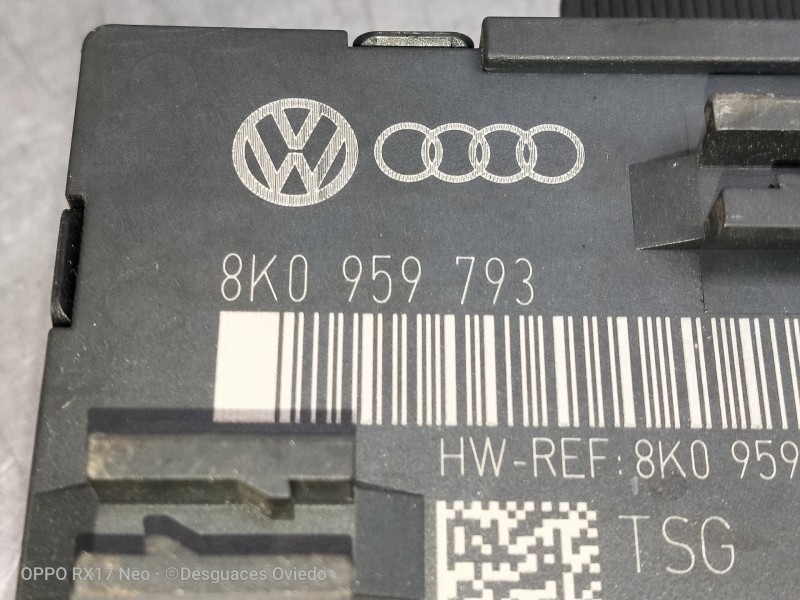 8K0 959 793
HW-REF: 8K0 959
TSG
OPPO RX17 Neo · ©Desguaces Oviedo